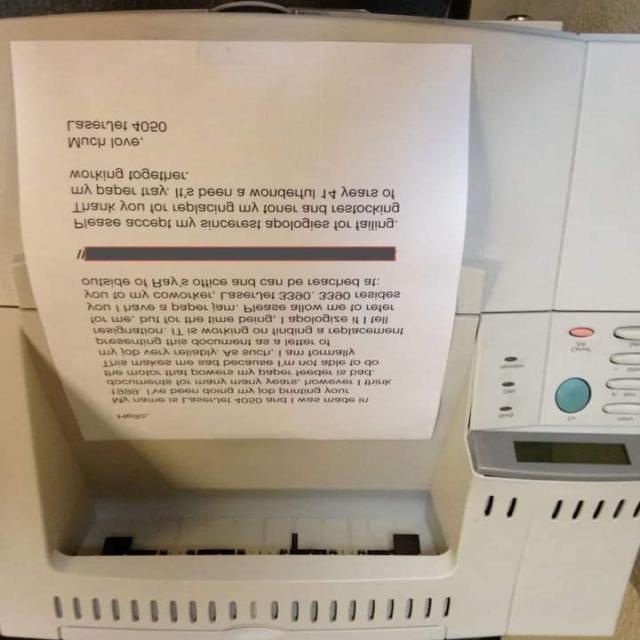 Hello,
My name is LaserJet 4050 and I was made in
1999. I've been doing my job printing your
documents for many many years, however I think
the motor that powers my paper feeder is bad.
This makes me sad because I'm not able to do
my job very reliably. As such, I am formally
presenting this document as a letter of
resignation. IT is working on finding a replacement
for me, but for the time being, I apologize if I tell
you I have a paper jam. Please allow me to refer
you to my coworker, LaserJet 3390. 3390 resides
outside of Ray's office and can be reached at:
\\
Please accept my sincerest apologies for failing.
Thank you for replacing my toner and restocking
my paper tray. It's been a wonderful 14 years of
working together.
Much love,
LaserJet 4050